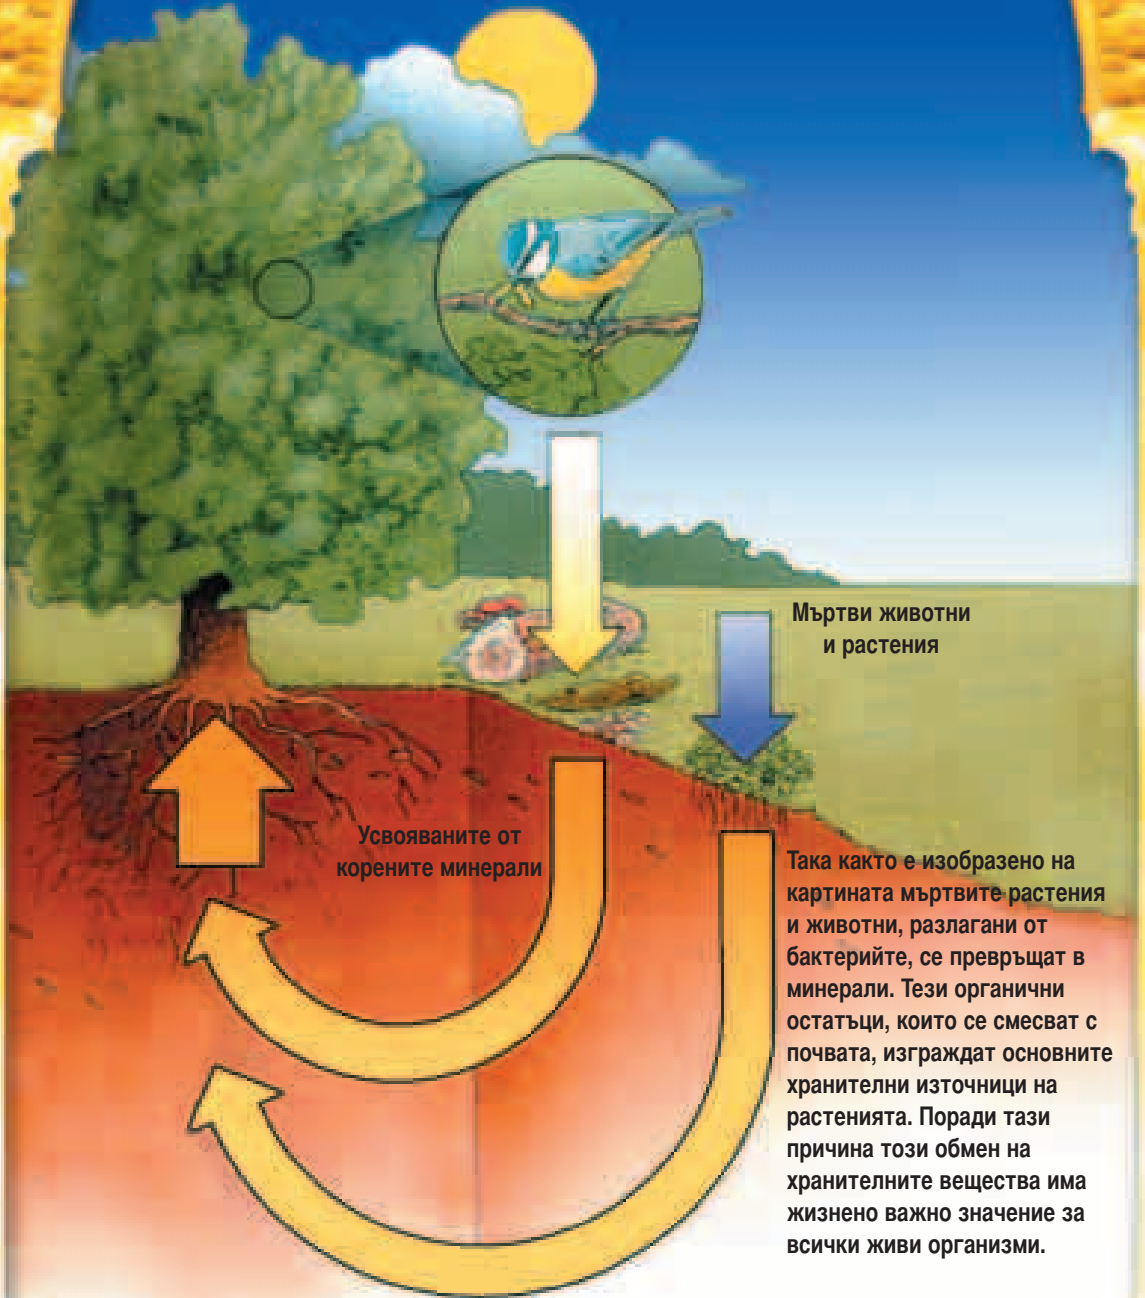 Мъртви животни
и растения
Усвояваните от
корените минерали
Така както е изобразено на
картината мъртвите растения
и животни, разлагани от
бактерийте, се превръщат в
минерали. Тези органични
остатъци, които се смесват с
почвата, изграждат основните
хранителни източници на
растенията. Поради тази
причина този обмен на
хранителните вещества има
жизнено важно значение за
всички живи организми.